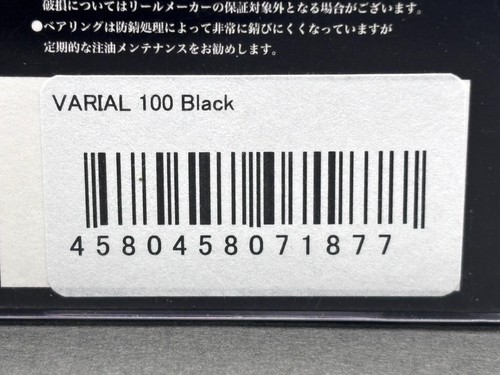 破損についてはリールメーカーの保証対象外となる場合がございます。
●ベアリングは防錆処理によって非常に錆びにくくなっていますが
定期的な注油メンテナンスをお勧めします。
VARIAL 100 Black
4580458071877